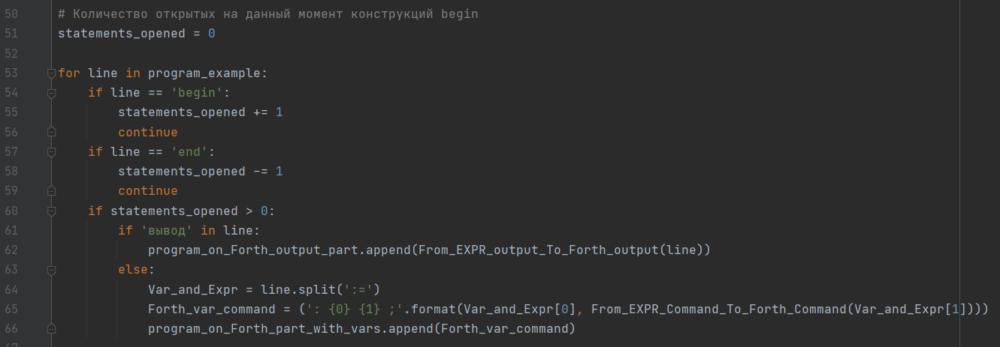 50 # Количество открытых на данный момент конструкций begin
51 statements_opened = 0
52
53 for line in program_example:
54     if line == 'begin':
55         statements_opened += 1
56         continue
57     if line == 'end':
58         statements_opened -= 1
59         continue
60     if statements_opened > 0:
61         if 'вывод' in line:
62             program_on_Forth_output_part.append(From_EXPR_output_To_Forth_output(line))
63         else:
64             Var_and_Expr = line.split(':=')
65             Forth_var_command = (': {0} {1} ;'.format(Var_and_Expr[0], From_EXPR_Command_To_Forth_Command(Var_and_Expr[1])))
66             program_on_Forth_part_with_vars.append(Forth_var_command)
67